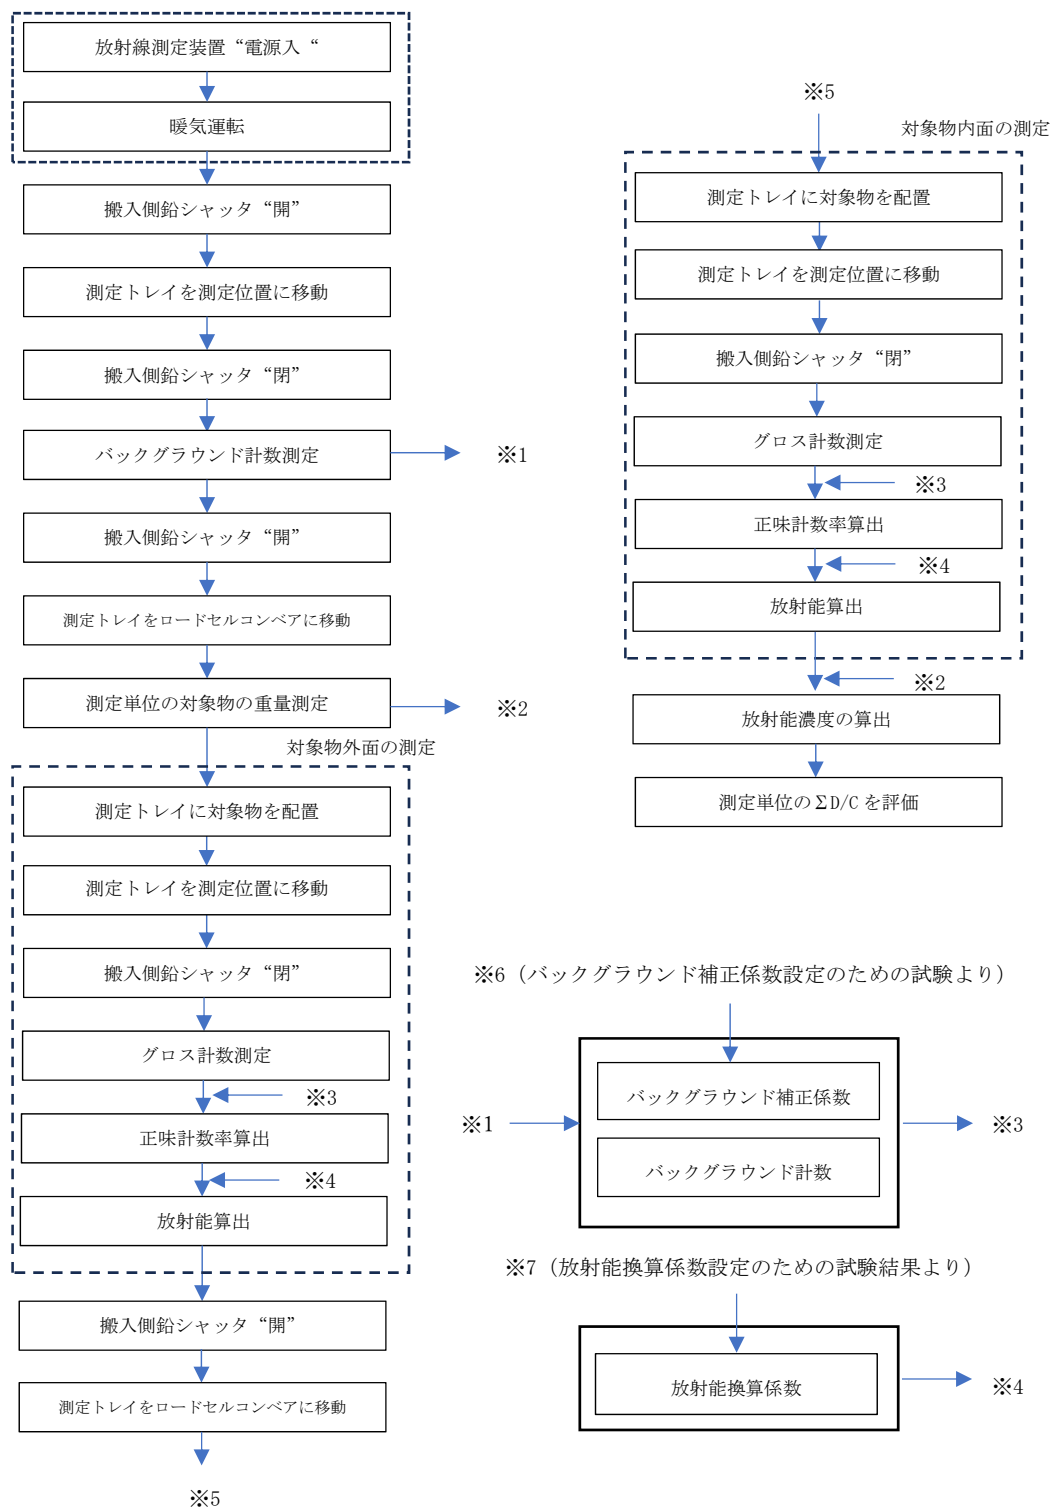 放射線測定装置“電源入“
暖気運転
搬入側鉛シャッタ“開”
測定トレイを測定位置に移動
搬入側鉛シャッタ“閉”
バックグラウンド計数測定
※1
搬入側鉛シャッタ“開”
測定トレイをロードセルコンベアに移動
測定単位の対象物の重量測定
※2
対象物外面の測定
測定トレイに対象物を配置
測定トレイを測定位置に移動
搬入側鉛シャッタ“閉”
グロス計数測定
※3
正味計数率算出
※4
放射能算出
搬入側鉛シャッタ“開”
測定トレイをロードセルコンベアに移動
※5
※5
対象物内面の測定
測定トレイに対象物を配置
測定トレイを測定位置に移動
搬入側鉛シャッタ“閉”
グロス計数測定
※3
正味計数率算出
※4
放射能算出
※2
放射能濃度の算出
測定単位のΣD/Cを評価
※6（バックグラウンド補正係数設定のための試験より）
バックグラウンド補正係数
※1
※3
バックグラウンド計数
※7（放射能換算係数設定のための試験結果より）
放射能換算係数
※4